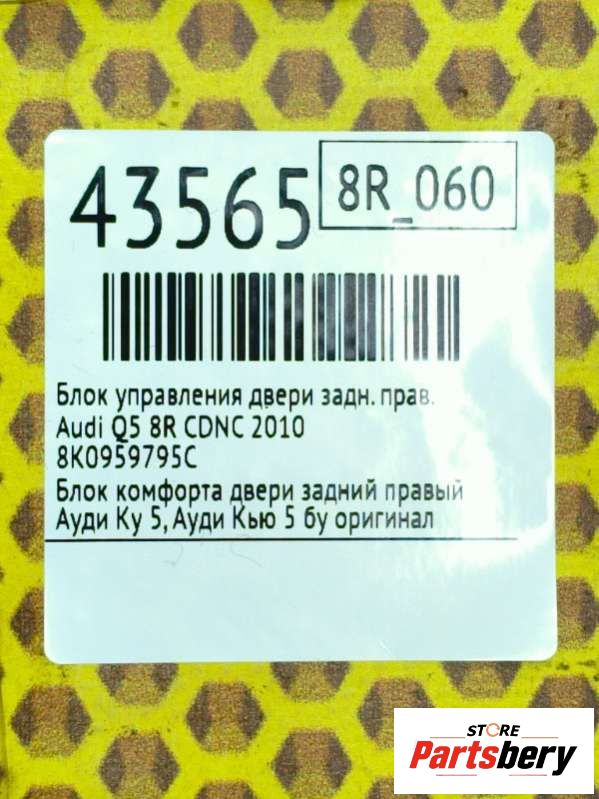 43565
8R_060
Блок управления двери задн. прав.
Audi Q5 8R CDNC 2010
8K0959795C
Блок комфорта двери задний правый
Ауди Ку 5, Ауди Кью 5 бу оригинал
STORE
Partsbery